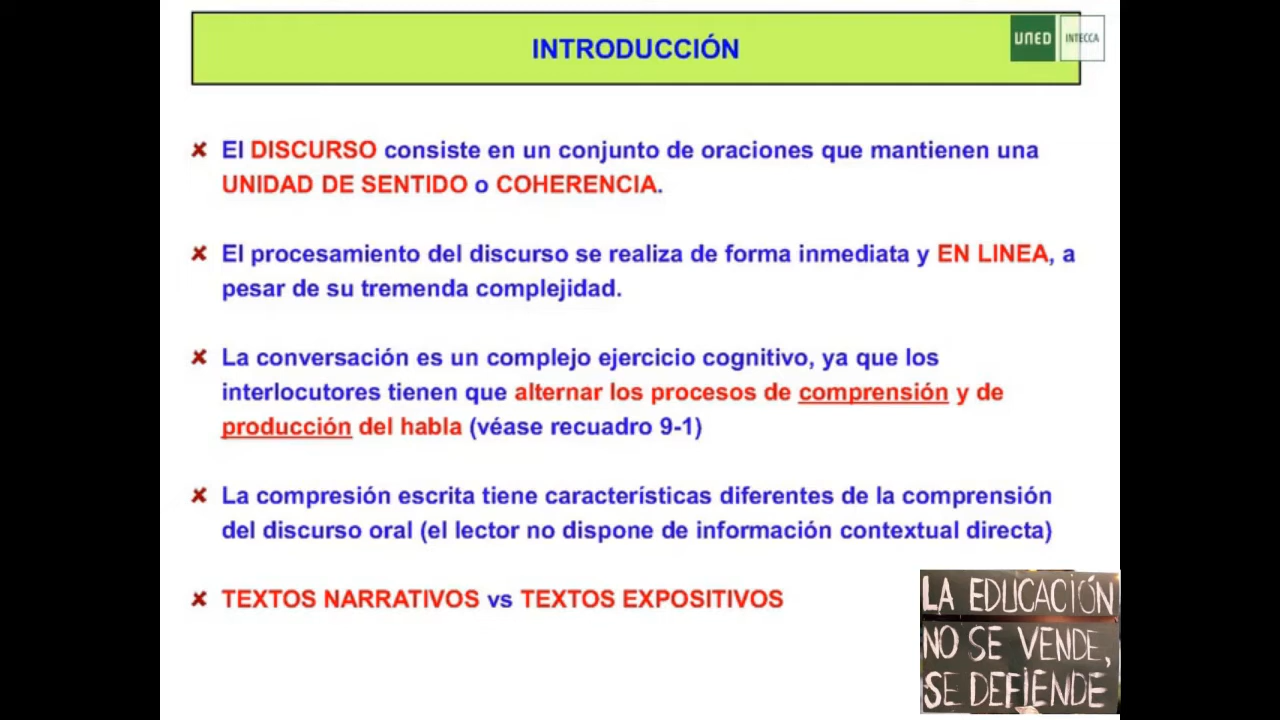 INTRODUCCIÓN
UNED INTECCA
El DISCURSO consiste en un conjunto de oraciones que mantienen una
UNIDAD DE SENTIDO o COHERENCIA.
El procesamiento del discurso se realiza de forma inmediata y EN LINEA, a
pesar de su tremenda complejidad.
La conversación es un complejo ejercicio cognitivo, ya que los
interlocutores tienen que alternar los procesos de comprensión y de
producción del habla (véase recuadro 9-1)
La compresión escrita tiene características diferentes de la comprensión
del discurso oral (el lector no dispone de información contextual directa)
TEXTOS NARRATIVOS vs TEXTOS EXPOSITIVOS
LA EDUCACIÓN
NO SE VENDE,
SE DEFIENDE